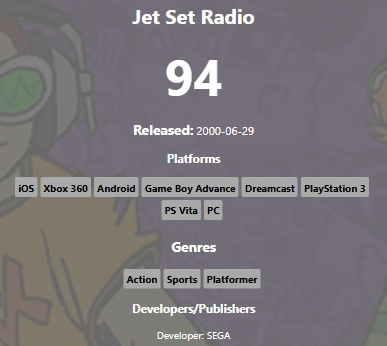 Jet Set Radio
94
Released: 2000-06-29
Platforms
iOS Xbox 360 Android Game Boy Advance Dreamcast PlayStation 3
PS Vita PC
Genres
Action Sports Platformer
Developers/Publishers
Developer: SEGA